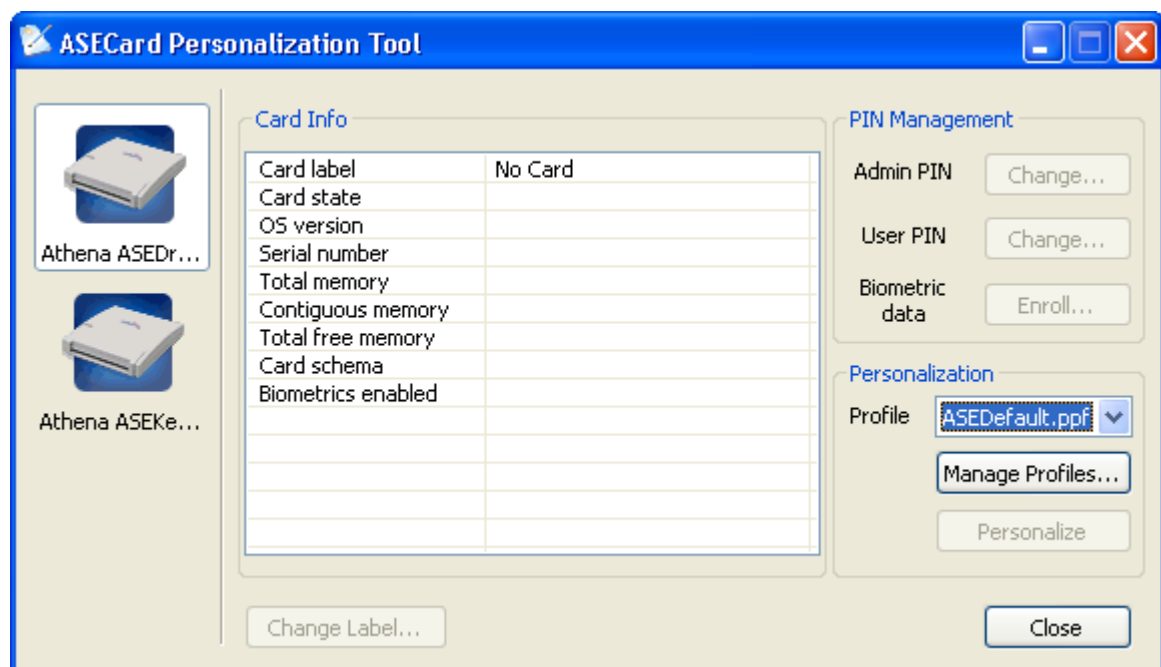 ASECard Personalization Tool
Athena ASEDr...
Athena ASEKe...
Card Info
Card label No Card
Card state
OS version
Serial number
Total memory
Contiguous memory
Total free memory
Card schema
Biometrics enabled
Change Label...
PIN Management
Admin PIN Change...
User PIN Change...
Biometric
data Enroll...
Personalization
Profile ASEDefault.ppf
Manage Profiles...
Personalize
Close